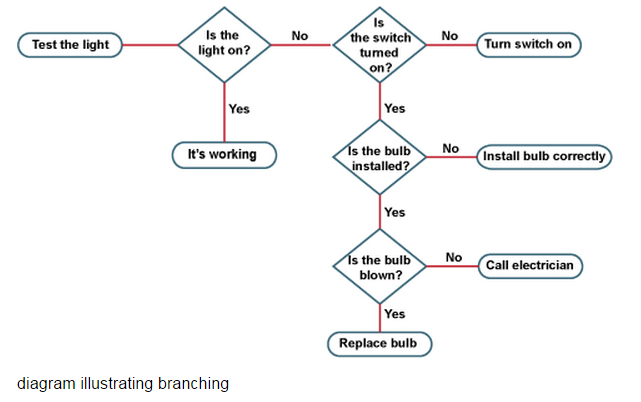 Test the light
Is the
light on?
No
Is
the switch
turned
on?
No
Turn switch on
Yes
It's working
Yes
Is the bulb
installed?
No
Install bulb correctly
Yes
Is the bulb
blown?
No
Call electrician
Yes
Replace bulb
diagram illustrating branching